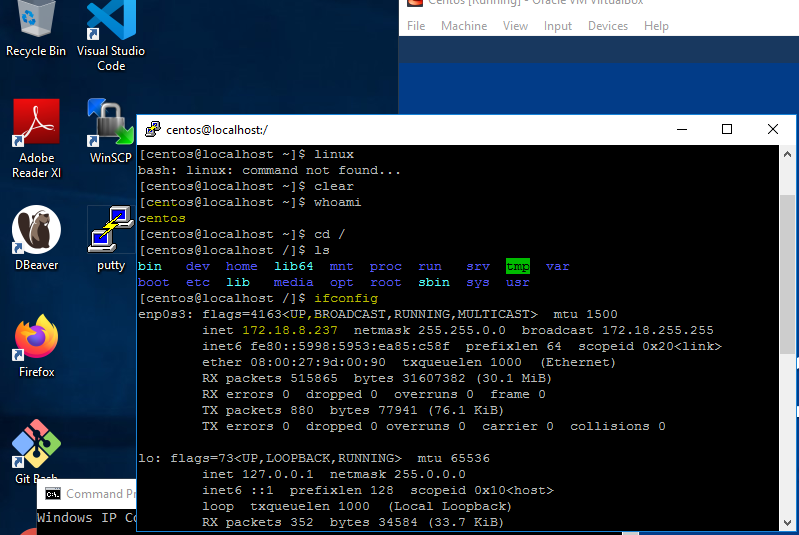 Centos [Running] - Oracle VM VirtualBox
File Machine View Input Devices Help
Recycle Bin
Visual Studio
Code
Adobe
Reader XI
WinSCP
DBeaver
putty
Firefox
Git Bash
centos@localhost:/
[centos@localhost ~]$ linux
bash: linux: command not found...
[centos@localhost ~]$ clear
[centos@localhost ~]$ whoami
centos
[centos@localhost ~]$ cd /
[centos@localhost /]$ ls
bin dev home lib64 mnt proc run srv tmp var
boot etc lib media opt root sbin sys usr
[centos@localhost /]$ ifconfig
enp0s3: flags=4163<UP,BROADCAST,RUNNING,MULTICAST> mtu 1500
inet 172.18.8.237 netmask 255.255.0.0 broadcast 172.18.255.255
inet6 fe80::5998:5953:ea85:c58f prefixlen 64 scopeid 0x20<link>
ether 08:00:27:9d:00:90 txqueuelen 1000 (Ethernet)
RX packets 515865 bytes 31607382 (30.1 MiB)
RX errors 0 dropped 0 overruns 0 frame 0
TX packets 880 bytes 77941 (76.1 KiB)
TX errors 0 dropped 0 overruns 0 carrier 0 collisions 0
lo: flags=73<UP,LOOPBACK,RUNNING> mtu 65536
inet 127.0.0.1 netmask 255.0.0.0
inet6 ::1 prefixlen 128 scopeid 0x10<host>
loop txqueuelen 1000 (Local Loopback)
RX packets 352 bytes 34584 (33.7 KiB)
Command Pr
Windows IP Co